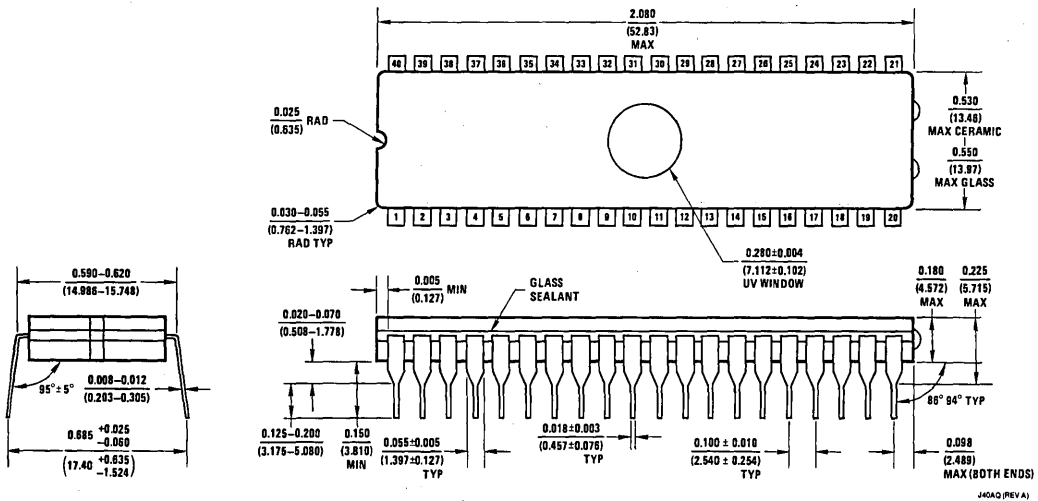 2.080
(52.83)
MAX
40 39 38 37 36 35 34 33 32 31 30 29 28 27 26 25 24 23 22 21
0.025
(0.635) RAD
0.530
(13.46)
MAX CERAMIC
0.550
(13.97)
MAX GLASS
0.030–0.055
(0.762–1.397)
RAD TYP
1 2 3 4 5 6 7 8 9 10 11 12 13 14 15 16 17 18 19 20
0.280±0.004
(7.112±0.102)
UV WINDOW
0.590–0.620
(14.986–15.748)
0.005
(0.127) MIN
GLASS
SEALANT
0.180
(4.572)
MAX
0.225
(5.715)
MAX
0.020–0.070
(0.508–1.778)
95°±5°
0.008–0.012
(0.203–0.305)
86° 94° TYP
0.685 +0.025 –0.060
(17.40 +0.635 –1.524)
0.125–0.200
(3.175–5.080)
0.150
(3.810)
MIN
0.055±0.005
(1.397±0.127)
TYP
0.018±0.003
(0.457±0.076)
TYP
0.100 ± 0.010
(2.540 ± 0.254)
TYP
0.098
(2.489)
MAX (BOTH ENDS)
J40AQ (REV A)